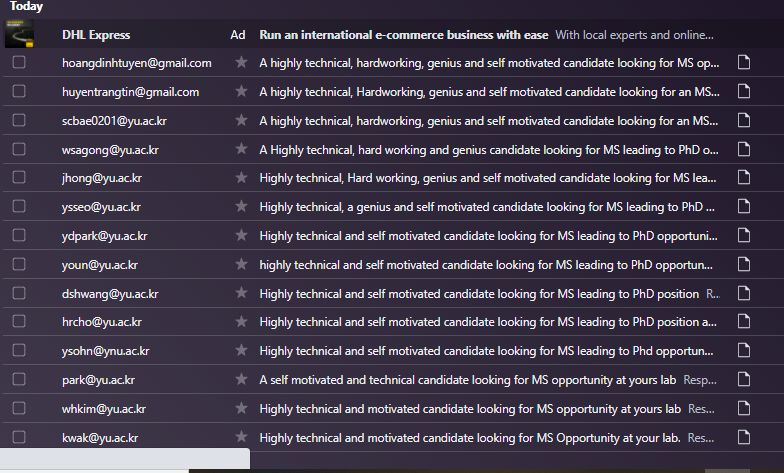 Today
DHL Express Ad Run an international e-commerce business with ease With local experts and online...
hoangdinhtuyen@gmail.com A highly technical, hardworking, genius and self motivated candidate looking for MS op...
huyentrangtin@gmail.com A highly technical, Hardworking, genius and self motivated candidate looking for an MS...
scbae0201@yu.ac.kr A highly technical, hardworking, genius and self motivated candidate looking for MS op...
wsagong@yu.ac.kr A Highly technical, hard working and genius candidate looking for MS leading to PhD o...
jhong@yu.ac.kr Highly technical, Hard working, genius and self motivated candidate looking for MS lea...
ysseo@yu.ac.kr Highly technical, a genius and self motivated candidate looking for MS leading to PhD ...
ydpark@yu.ac.kr Highly technical and self motivated candidate looking for MS leading to PhD opportuni...
youn@yu.ac.kr highly technical and self motivated candidate looking for MS leading to PhD opportun...
dshwang@yu.ac.kr Highly technical and self motivated candidate looking for MS leading to PhD position R...
hrcho@yu.ac.kr Highly technical and self motivated candidate looking for MS leading to PhD position a...
ysohn@ynu.ac.kr Highly technical and self motivated candidate looking for MS leading to Phd opportun...
park@yu.ac.kr A self motivated and technical candidate looking for MS opportunity at yours lab Resp...
whkim@yu.ac.kr Highly technical and motivated candidate looking for MS opportunity at yours lab Res...
kwak@yu.ac.kr Highly technical and motivated candidate looking for MS Opportunity at your lab. Res...